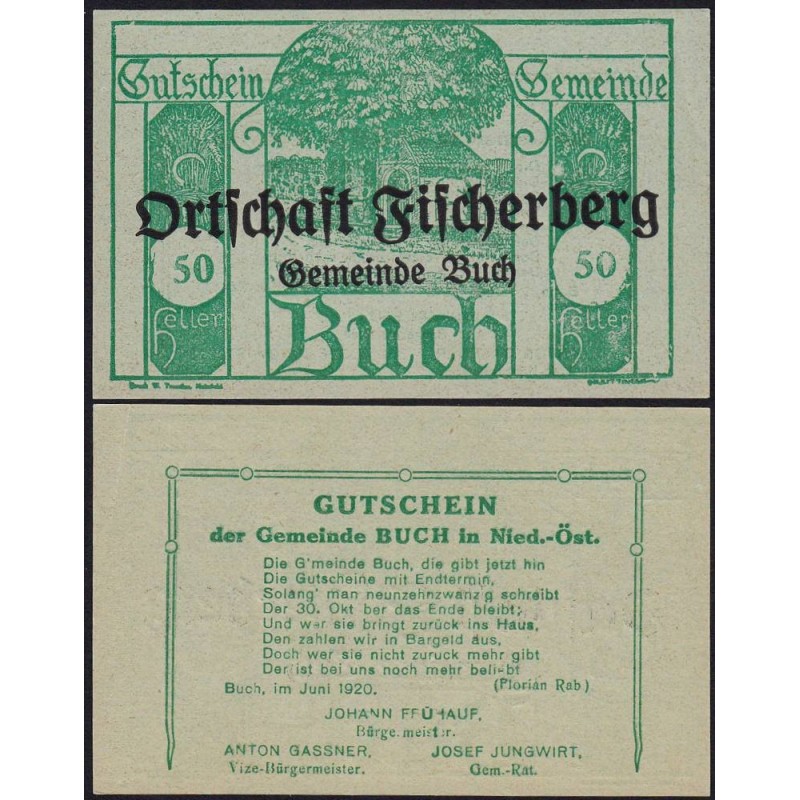 Gutschein Gemeinde
Ortschaft Fischerberg
Gemeinde Buch
50 50
Heller Heller
Buch
Druck
GUTSCHEIN
der Gemeinde BUCH in Nied.-Öst.
Die G'meinde Buch, die gibt jetzt hin
Die Gutscheine mit Endtermin,
Solang' man neunzehnzwanz g schreibt
Der 30. Okt ber das Ende bleibt;
Und wer sie bringt zurück ins Haus,
Den zahlen wir in Bargeld aus,
Doch wer sie nicht zuruck mehr gibt
Der ist bei uns noch mehr beliebt
Buch, im Juni 1920. (Florian Rab)
JOHANN FRÜHAUF,
Bürgermeister.
ANTON GASSNER, JOSEF JUNGWIRT,
Vize-Bürgermeister. Gem.-Rat.